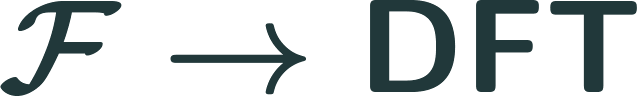 ℱ → DFT